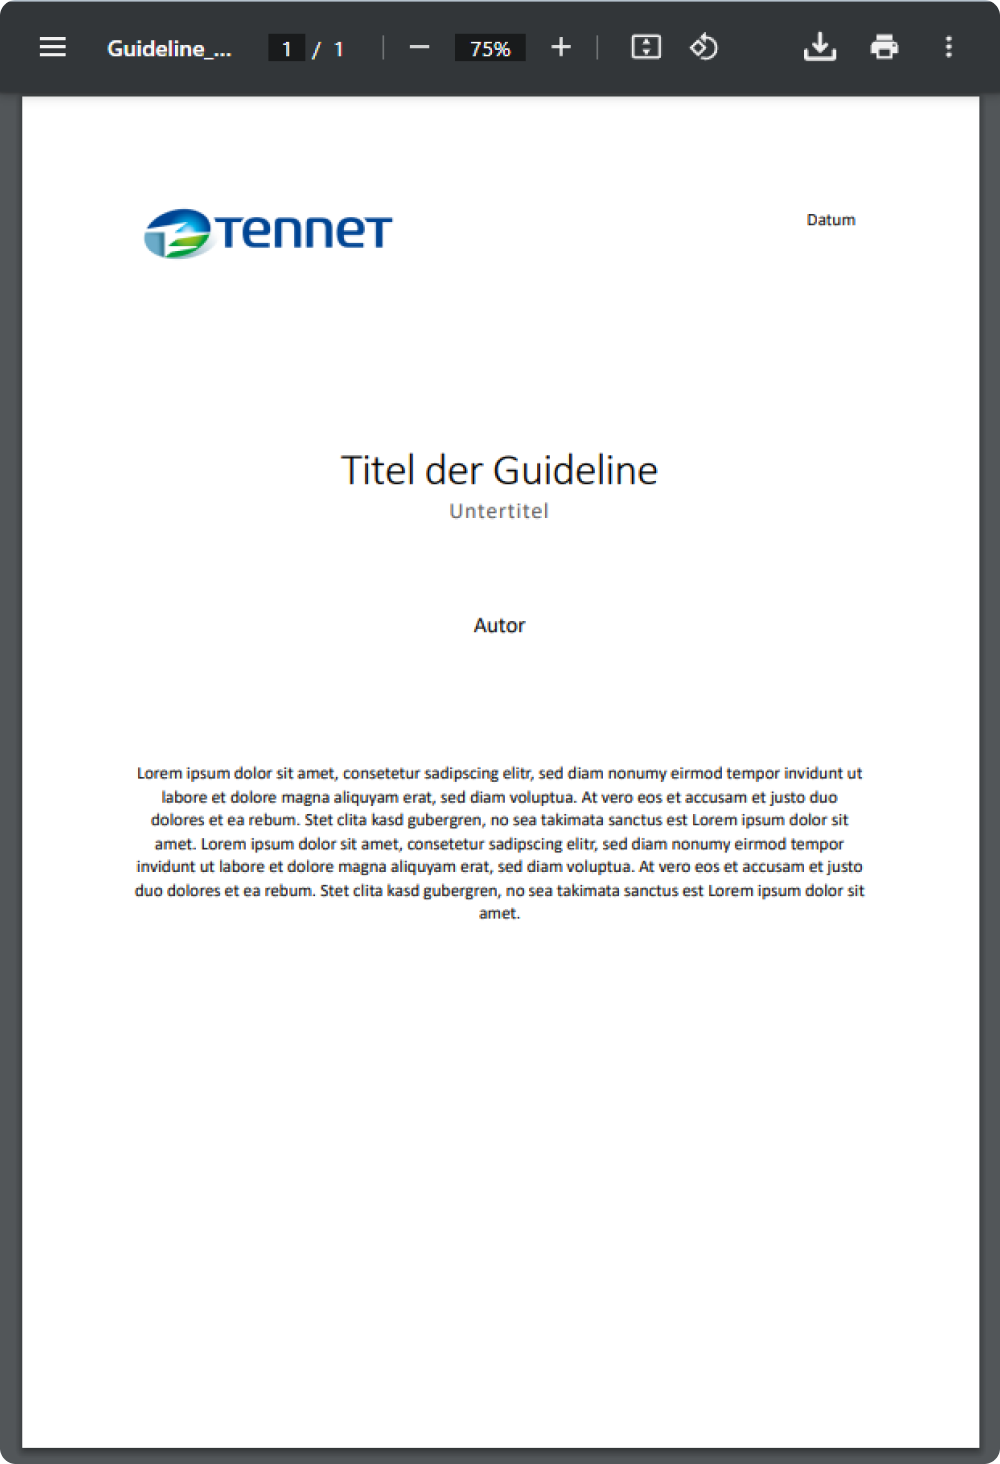 Guideline_...
1 / 1
75%
TENNET
Datum
Titel der Guideline
Untertitel
Autor
Lorem ipsum dolor sit amet, consetetur sadipscing elitr, sed diam nonumy eirmod tempor invidunt ut
labore et dolore magna aliquyam erat, sed diam voluptua. At vero eos et accusam et justo duo
dolores et ea rebum. Stet clita kasd gubergren, no sea takimata sanctus est Lorem ipsum dolor sit
amet. Lorem ipsum dolor sit amet, consetetur sadipscing elitr, sed diam nonumy eirmod tempor
invidunt ut labore et dolore magna aliquyam erat, sed diam voluptua. At vero eos et accusam et justo
duo dolores et ea rebum. Stet clita kasd gubergren, no sea takimata sanctus est Lorem ipsum dolor sit
amet.